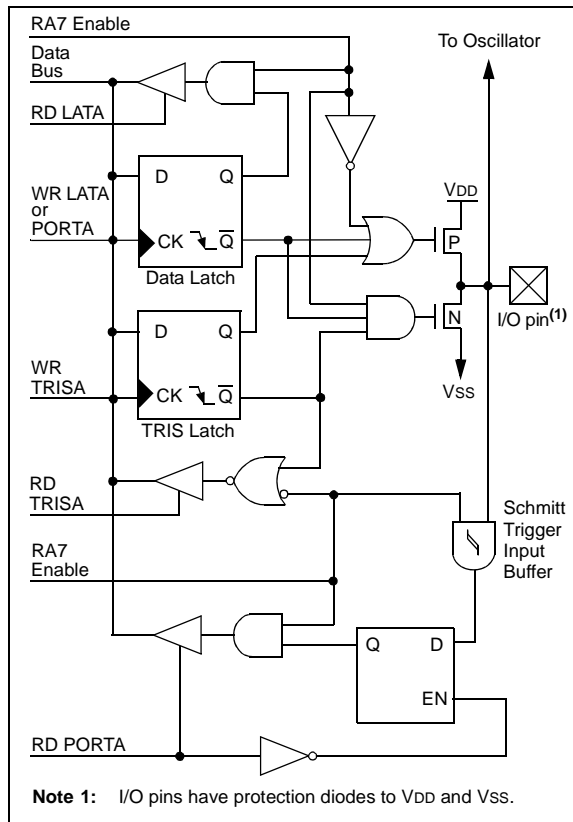 RA7 Enable
To Oscillator
Data
Bus
RD LATA
VDD
D Q
WR LATA
or
PORTA
CK Q
P
Data Latch
I/O pin(1)
N
D Q
WR
TRISA
CK Q
VSS
TRIS Latch
RD
TRISA
Schmitt
Trigger
Input
Buffer
RA7
Enable
Q D
EN
RD PORTA
Note 1: I/O pins have protection diodes to VDD and VSS.